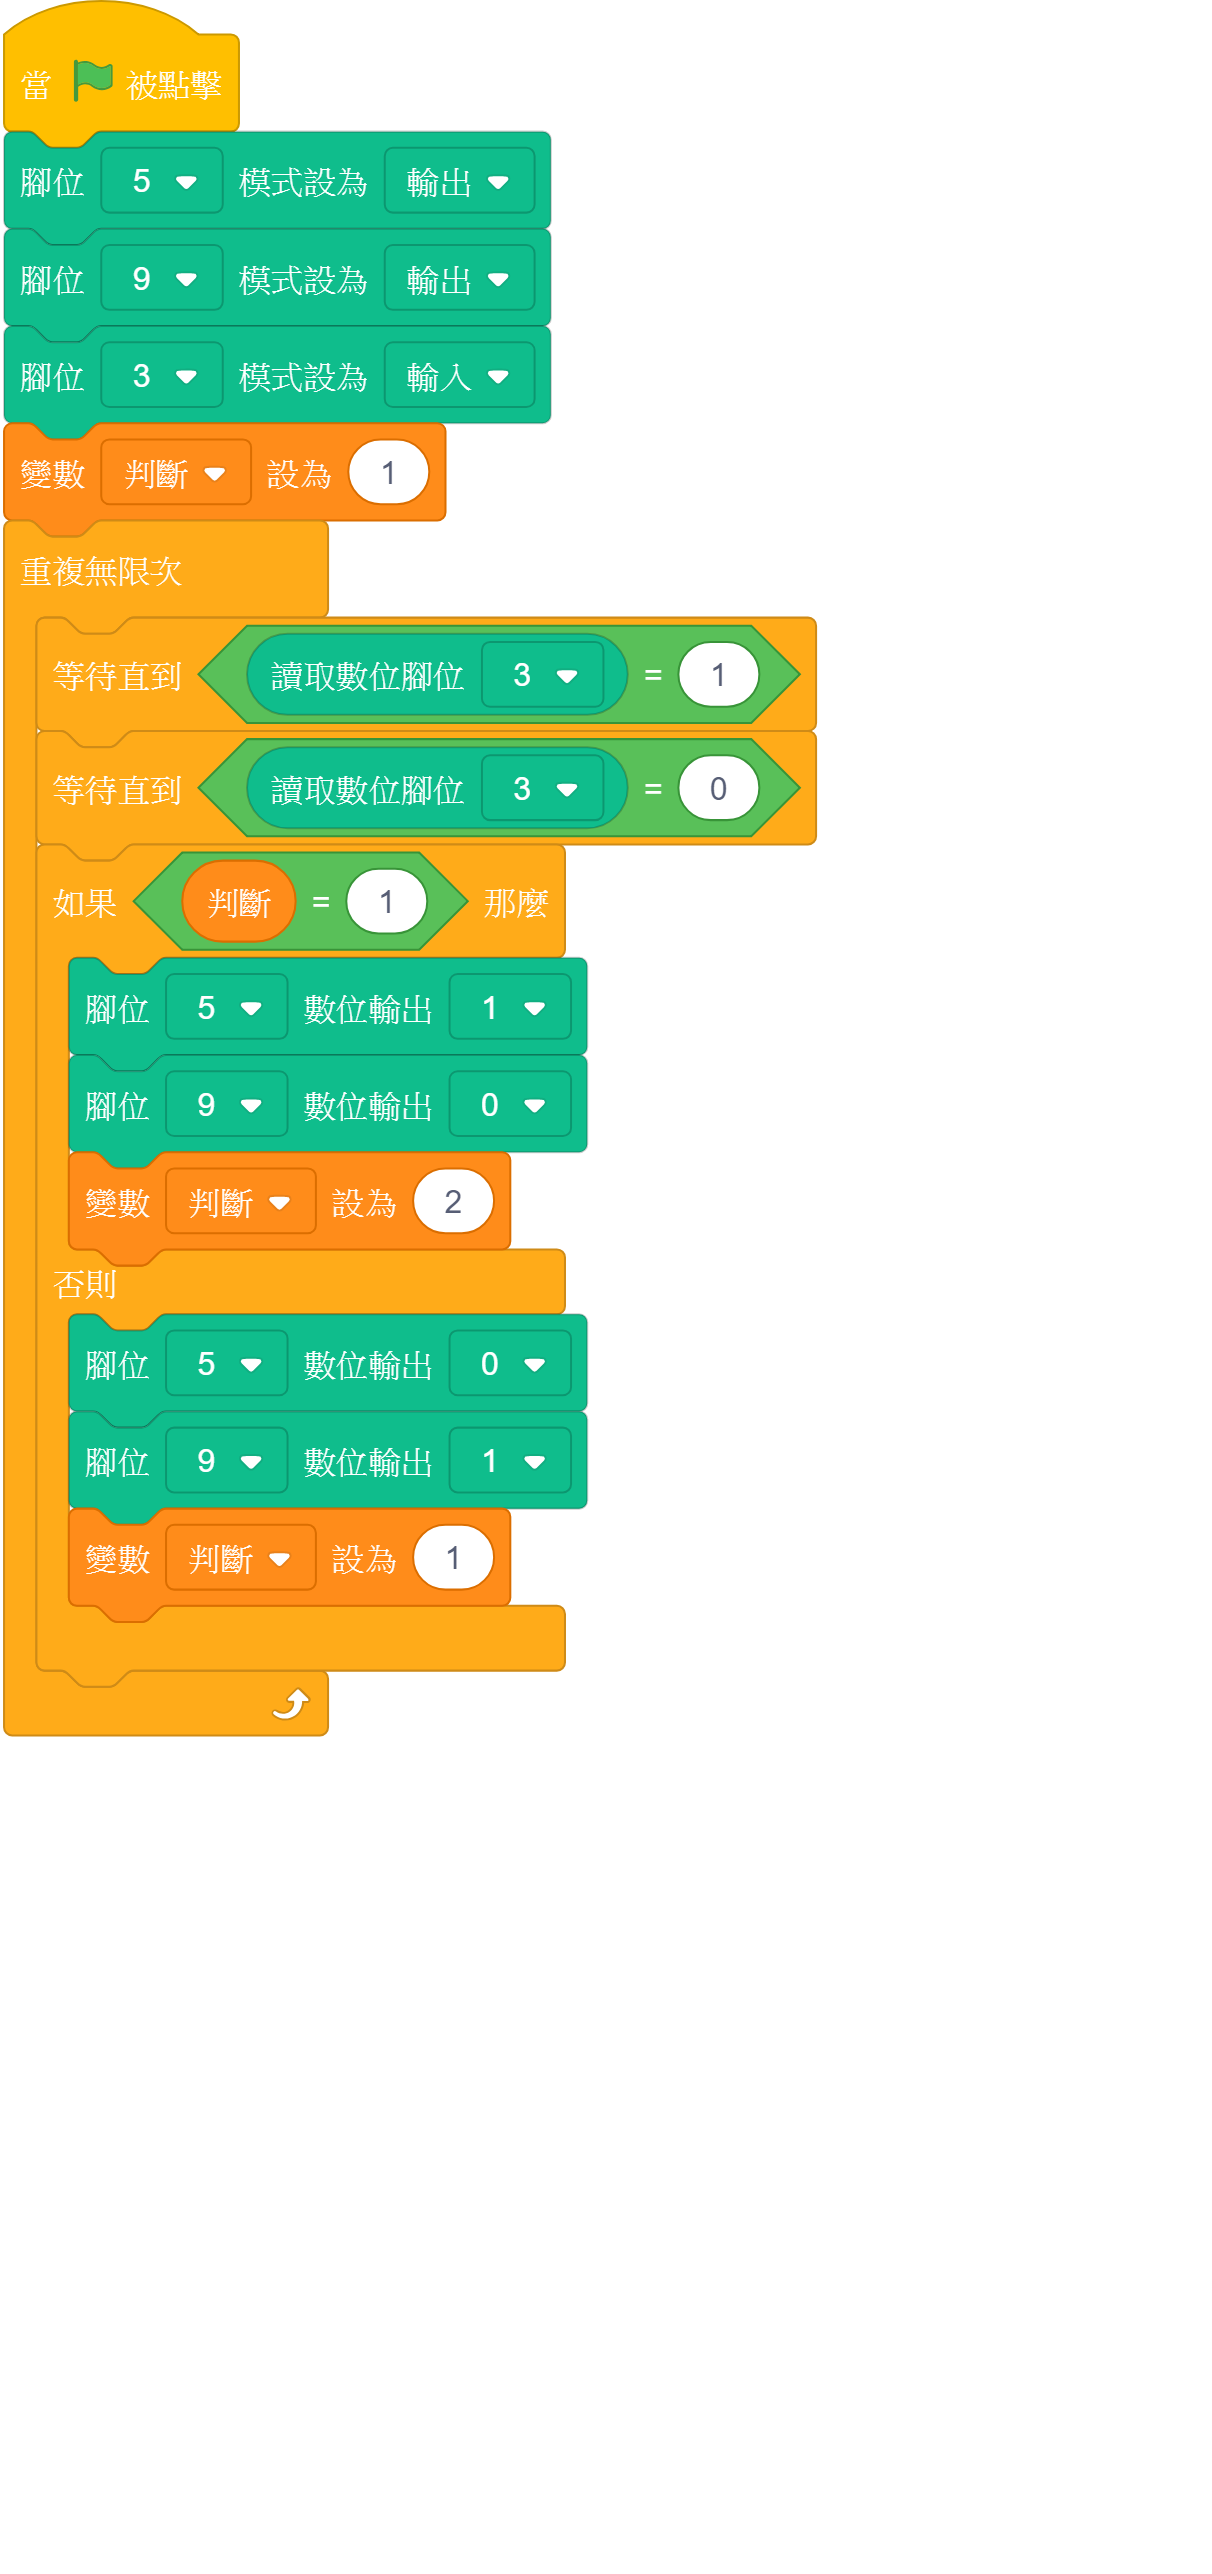 當 被點擊
腳位 5 模式設為 輸出
腳位 9 模式設為 輸出
腳位 3 模式設為 輸入
變數 判斷 設為 1
重複無限次
等待直到 讀取數位腳位 3 = 1
等待直到 讀取數位腳位 3 = 0
如果 判斷 = 1 那麼
腳位 5 數位輸出 1
腳位 9 數位輸出 0
變數 判斷 設為 2
否則
腳位 5 數位輸出 0
腳位 9 數位輸出 1
變數 判斷 設為 1